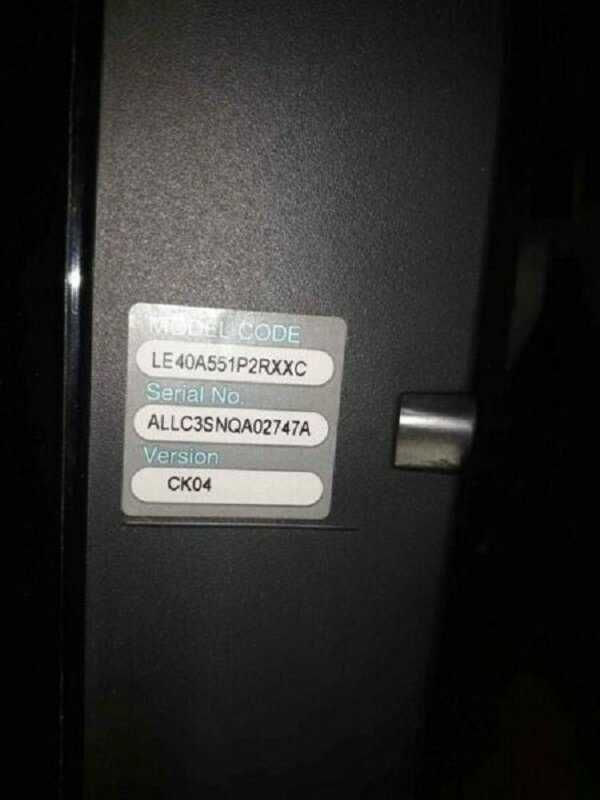 MODEL CODE
LE40A551P2RXXC
Serial No.
ALLC3SNQA02747A
Version
CK04